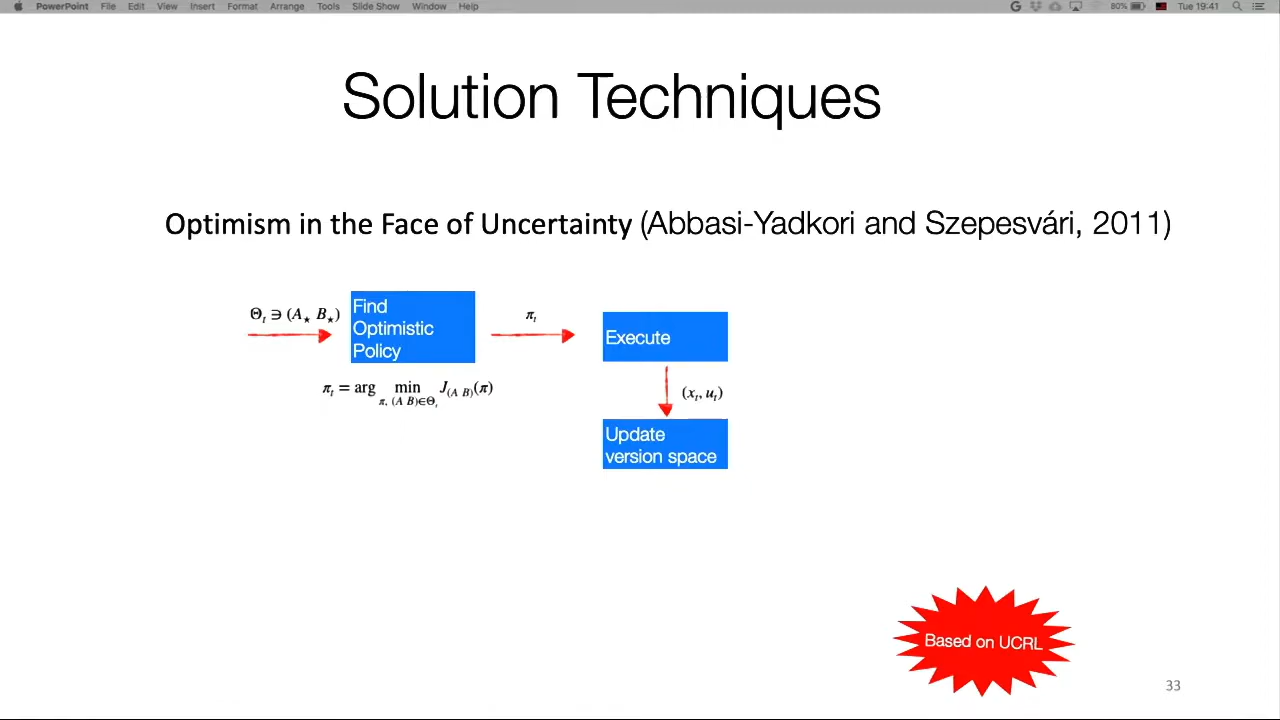 PowerPoint File Edit View Insert Format Arrange Tools Slide Show Window Help 80% Tue 19:41
Solution Techniques
Optimism in the Face of Uncertainty (Abbasi-Yadkori and Szepesvári, 2011)
Θ_t ∋ (A_★ B_★)
Find
Optimistic
Policy
π_t
Execute
π_t = arg min_{π, (A B)∈Θ_t} J_{(A B)}(π)
(x_t, u_t)
Update
version space
Based on UCRL
33